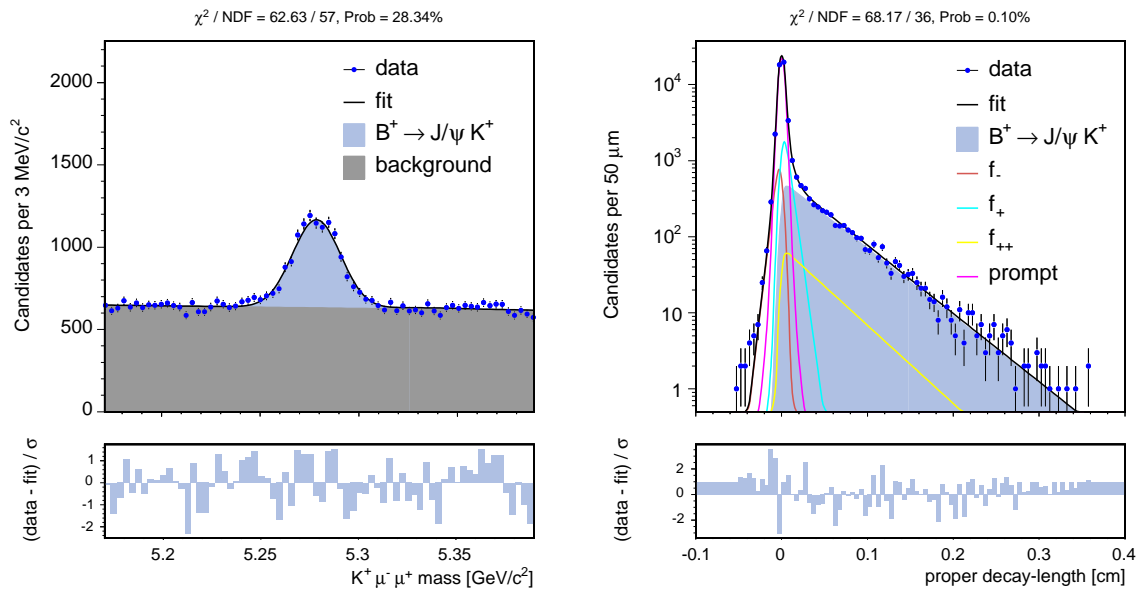 χ² / NDF = 62.63 / 57, Prob = 28.34%
Candidates per 3 MeV/c²
2000
1500
1000
500
0
data
fit
B⁺ → J/ψ K⁺
background
(data - fit) / σ
1
0
-1
-2
5.2
5.25
5.3
5.35
K⁺ μ⁻ μ⁺ mass [GeV/c²]
χ² / NDF = 68.17 / 36, Prob = 0.10%
Candidates per 50 μm
10⁴
10³
10²
10
1
data
fit
B⁺ → J/ψ K⁺
f₋
f₊
f₊₊
prompt
(data - fit) / σ
2
0
-2
-0.1
0
0.1
0.2
0.3
0.4
proper decay-length [cm]